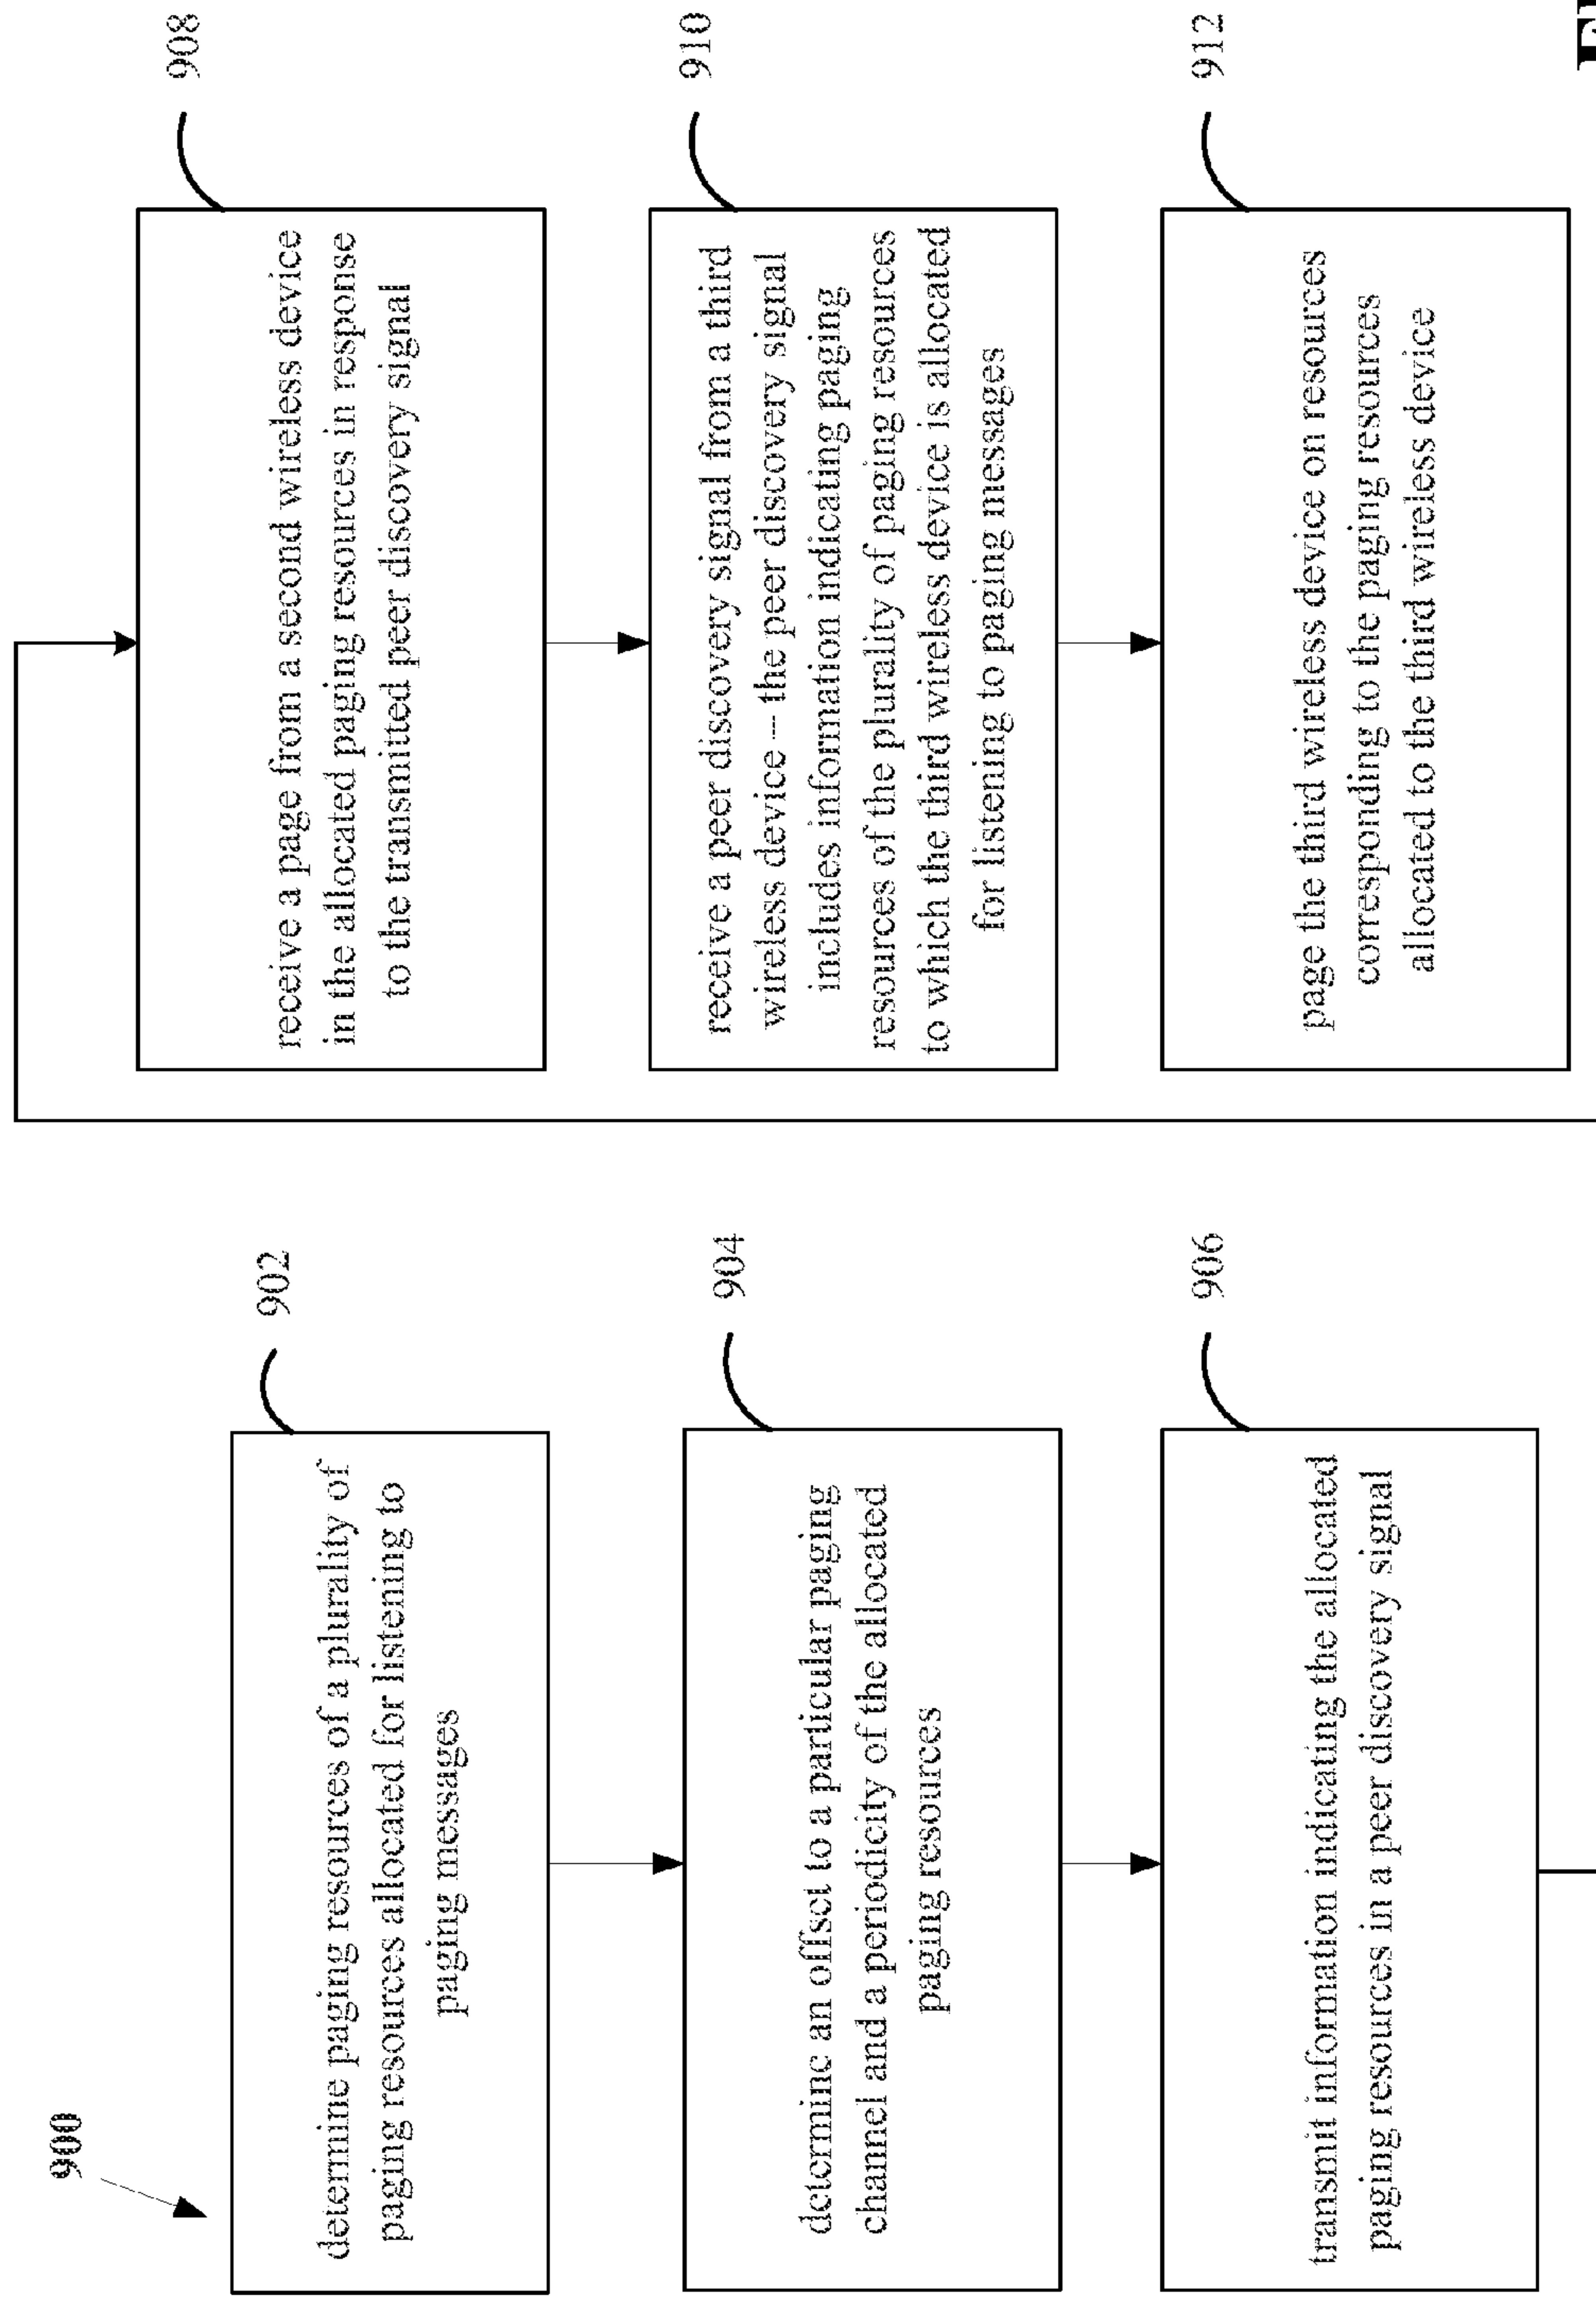 900
902
determine paging resources of a plurality of
paging resources allocated for listening to
paging messages
904
determine an offset to a particular paging
channel and a periodicity of the allocated
paging resources
906
transmit information indicating the allocated
paging resources in a peer discovery signal
908
receive a page from a second wireless device
in the allocated paging resources in response
to the transmitted peer discovery signal
910
receive a peer discovery signal from a third
wireless device – the peer discovery signal
includes information indicating paging
resources of the plurality of paging resources
to which the third wireless device is allocated
for listening to paging messages
912
page the third wireless device on resources
corresponding to the paging resources
allocated to the third wireless device